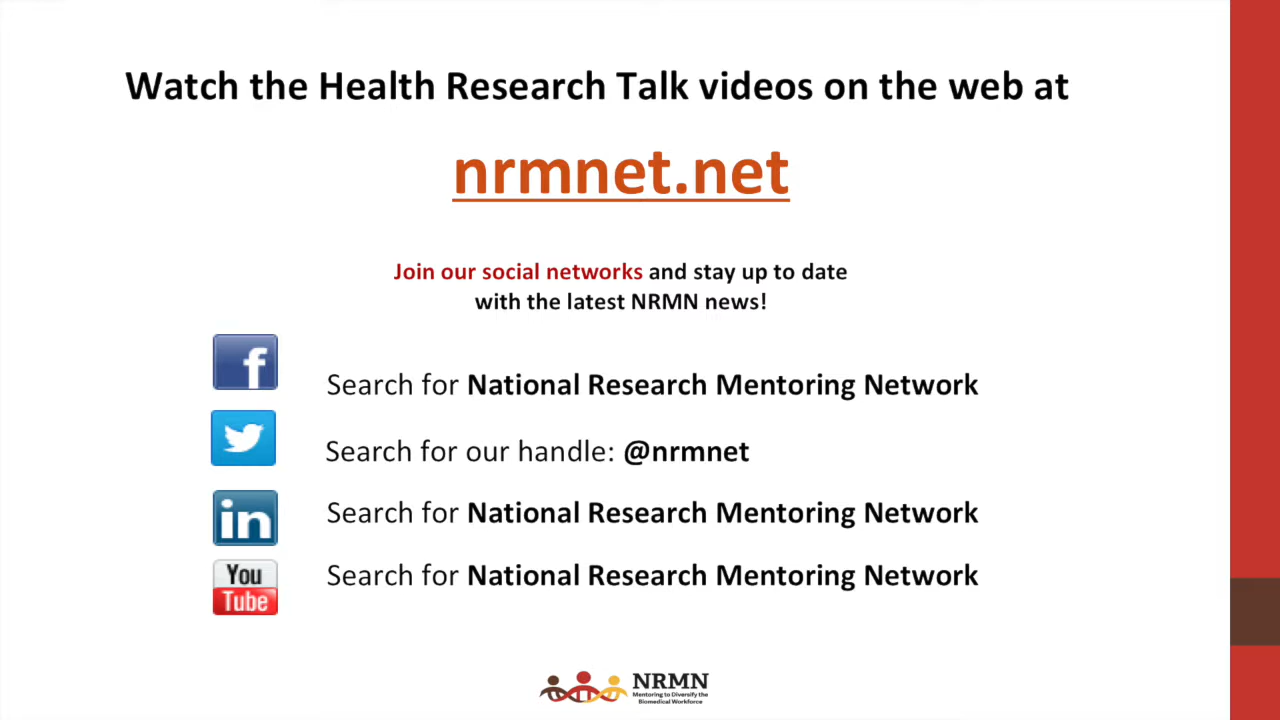 Watch the Health Research Talk videos on the web at
nrmnet.net
Join our social networks and stay up to date
with the latest NRMN news!
f
Search for National Research Mentoring Network
Search for our handle: @nrmnet
in
Search for National Research Mentoring Network
You
Tube
Search for National Research Mentoring Network
NRMN
Mentoring to Diversify the
Biomedical Workforce